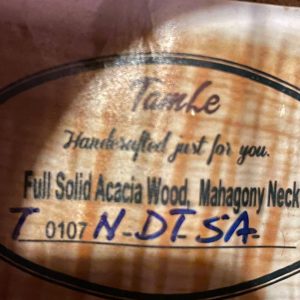 TamLe
Handcrafted just for you.
Full Solid Acacia Wood, Mahagony Neck
T 0107 N-DT-SA-